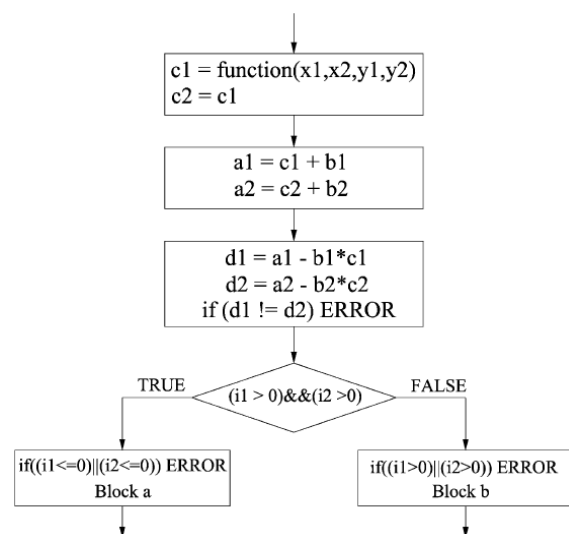 c1 = function(x1,x2,y1,y2)
c2 = c1
a1 = c1 + b1
a2 = c2 + b2
d1 = a1 - b1*c1
d2 = a2 - b2*c2
if (d1 != d2) ERROR
TRUE
(i1 > 0)&&(i2 >0)
FALSE
if((i1<=0)||(i2<=0)) ERROR
Block a
if((i1>0)||(i2>0)) ERROR
Block b